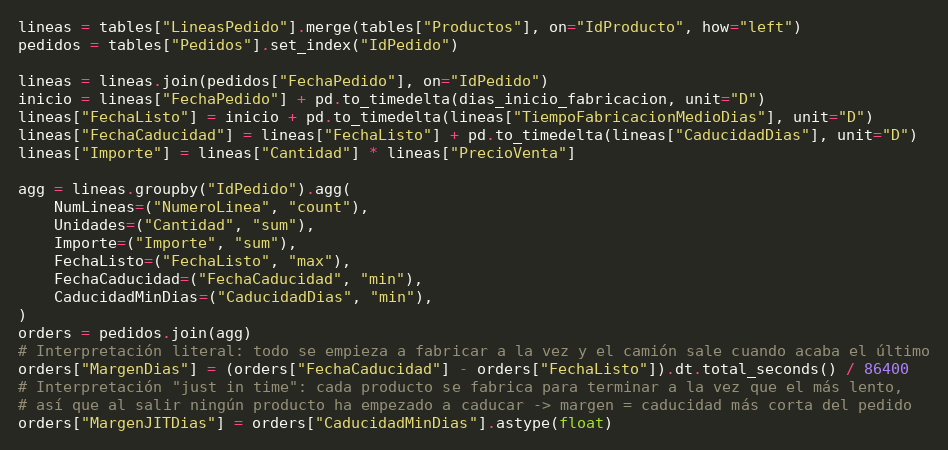 lineas = tables["LineasPedido"].merge(tables["Productos"], on="IdProducto", how="left")
pedidos = tables["Pedidos"].set_index("IdPedido")

lineas = lineas.join(pedidos["FechaPedido"], on="IdPedido")
inicio = lineas["FechaPedido"] + pd.to_timedelta(dias_inicio_fabricacion, unit="D")
lineas["FechaListo"] = inicio + pd.to_timedelta(lineas["TiempoFabricacionMedioDias"], unit="D")
lineas["FechaCaducidad"] = lineas["FechaListo"] + pd.to_timedelta(lineas["CaducidadDias"], unit="D")
lineas["Importe"] = lineas["Cantidad"] * lineas["PrecioVenta"]

agg = lineas.groupby("IdPedido").agg(
    NumLineas=("NumeroLinea", "count"),
    Unidades=("Cantidad", "sum"),
    Importe=("Importe", "sum"),
    FechaListo=("FechaListo", "max"),
    FechaCaducidad=("FechaCaducidad", "min"),
    CaducidadMinDias=("CaducidadDias", "min"),
)
orders = pedidos.join(agg)
# Interpretación literal: todo se empieza a fabricar a la vez y el camión sale cuando acaba el último
orders["MargenDias"] = (orders["FechaCaducidad"] - orders["FechaListo"]).dt.total_seconds() / 86400
# Interpretación "just in time": cada producto se fabrica para terminar a la vez que el más lento,
# así que al salir ningún producto ha empezado a caducar -> margen = caducidad más corta del pedido
orders["MargenJITDias"] = orders["CaducidadMinDias"].astype(float)